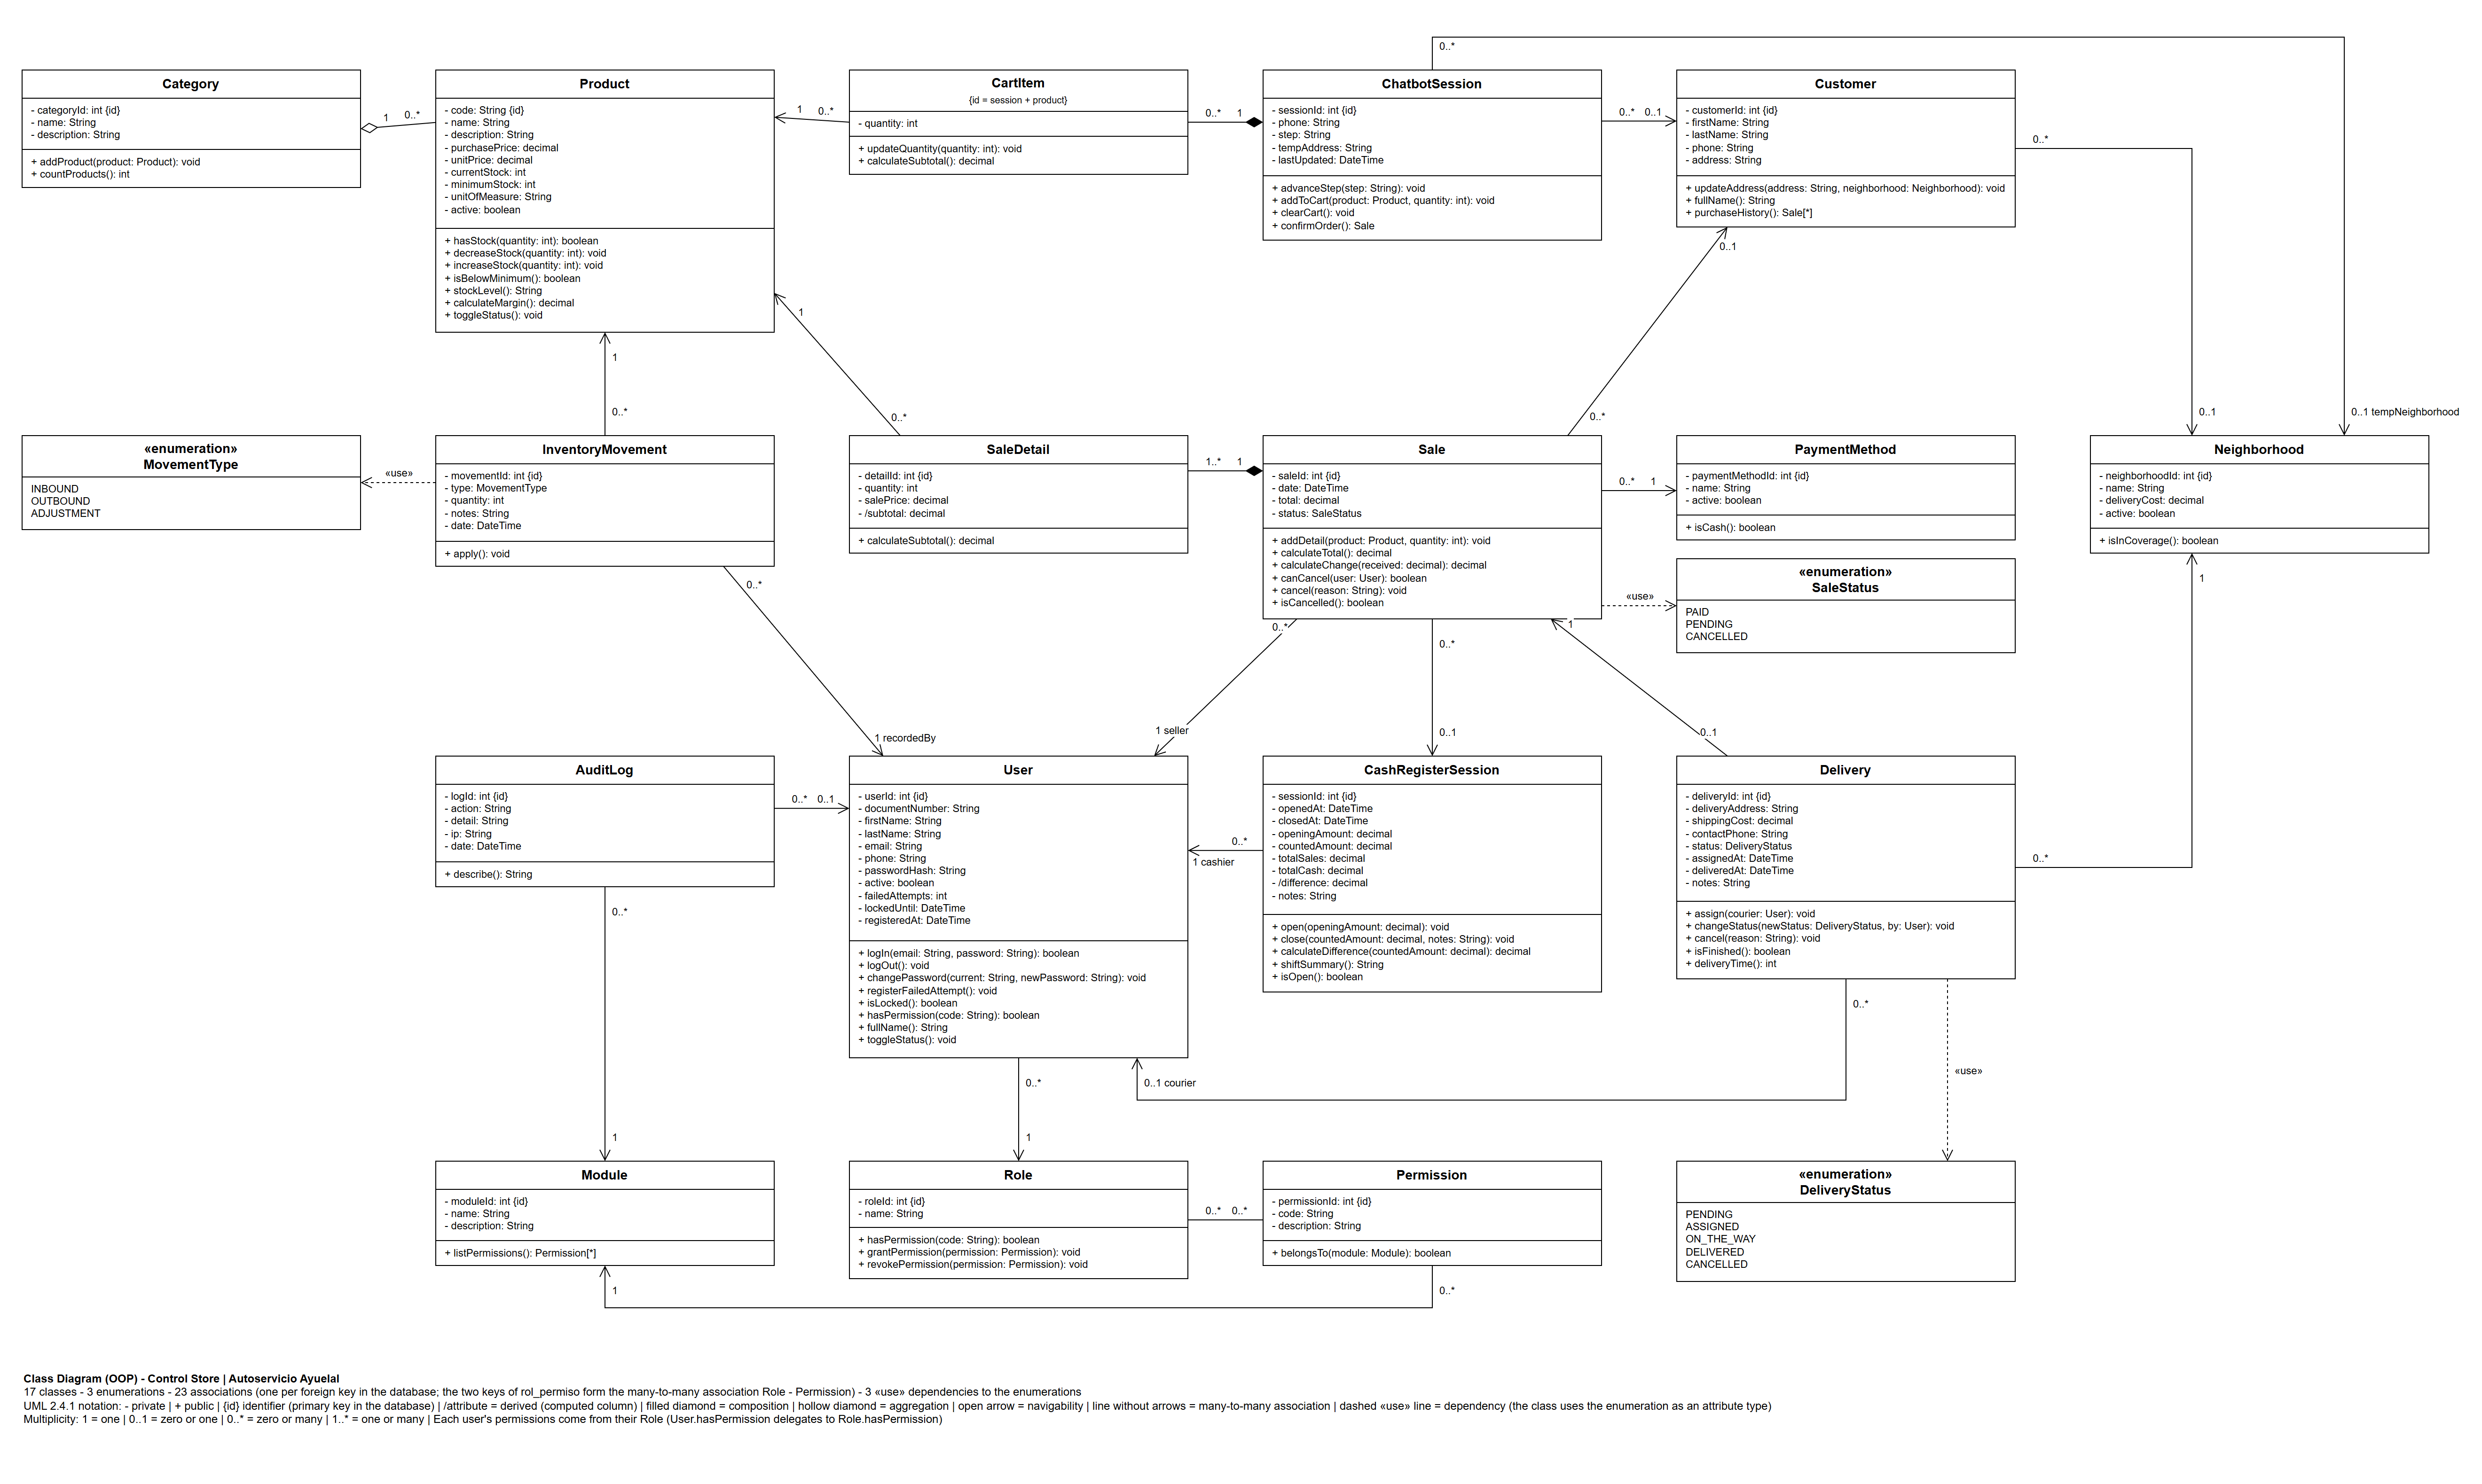 0..*
Category
- categoryId: int {id}
- name: String
- description: String
+ addProduct(product: Product): void
+ countProducts(): int
1
0..*
Product
- code: String {id}
- name: String
- description: String
- purchasePrice: decimal
- unitPrice: decimal
- currentStock: int
- minimumStock: int
- unitOfMeasure: String
- active: boolean
+ hasStock(quantity: int): boolean
+ decreaseStock(quantity: int): void
+ increaseStock(quantity: int): void
+ isBelowMinimum(): boolean
+ stockLevel(): String
+ calculateMargin(): decimal
+ toggleStatus(): void
1
0..*
CartItem
{id = session + product}
- quantity: int
+ updateQuantity(quantity: int): void
+ calculateSubtotal(): decimal
0..*
1
ChatbotSession
- sessionId: int {id}
- phone: String
- step: String
- tempAddress: String
- lastUpdated: DateTime
+ advanceStep(step: String): void
+ addToCart(product: Product, quantity: int): void
+ clearCart(): void
+ confirmOrder(): Sale
0..*
0..1
Customer
- customerId: int {id}
- firstName: String
- lastName: String
- phone: String
- address: String
+ updateAddress(address: String, neighborhood: Neighborhood): void
+ fullName(): String
+ purchaseHistory(): Sale[*]
0..*
0..1
1
1
0..*
0..*
0..*
0..1
0..1 tempNeighborhood
«enumeration»
MovementType
INBOUND
OUTBOUND
ADJUSTMENT
«use»
InventoryMovement
- movementId: int {id}
- type: MovementType
- quantity: int
- notes: String
- date: DateTime
+ apply(): void
SaleDetail
- detailId: int {id}
- quantity: int
- salePrice: decimal
- /subtotal: decimal
+ calculateSubtotal(): decimal
1..*
1
Sale
- saleId: int {id}
- date: DateTime
- total: decimal
- status: SaleStatus
+ addDetail(product: Product, quantity: int): void
+ calculateTotal(): decimal
+ calculateChange(received: decimal): decimal
+ canCancel(user: User): boolean
+ cancel(reason: String): void
+ isCancelled(): boolean
0..*
1
PaymentMethod
- paymentMethodId: int {id}
- name: String
- active: boolean
+ isCash(): boolean
Neighborhood
- neighborhoodId: int {id}
- name: String
- deliveryCost: decimal
- active: boolean
+ isInCoverage(): boolean
«use»
«enumeration»
SaleStatus
PAID
PENDING
CANCELLED
0..*
0..*
0..*
1
1
1 recordedBy
1 seller
0..1
0..1
AuditLog
- logId: int {id}
- action: String
- detail: String
- ip: String
- date: DateTime
+ describe(): String
0..*
0..1
User
- userId: int {id}
- documentNumber: String
- firstName: String
- lastName: String
- email: String
- phone: String
- passwordHash: String
- active: boolean
- failedAttempts: int
- lockedUntil: DateTime
- registeredAt: DateTime
+ logIn(email: String, password: String): boolean
+ logOut(): void
+ changePassword(current: String, newPassword: String): void
+ registerFailedAttempt(): void
+ isLocked(): boolean
+ hasPermission(code: String): boolean
+ fullName(): String
+ toggleStatus(): void
0..*
1 cashier
CashRegisterSession
- sessionId: int {id}
- openedAt: DateTime
- closedAt: DateTime
- openingAmount: decimal
- countedAmount: decimal
- totalSales: decimal
- totalCash: decimal
- /difference: decimal
- notes: String
+ open(openingAmount: decimal): void
+ close(countedAmount: decimal, notes: String): void
+ calculateDifference(countedAmount: decimal): decimal
+ shiftSummary(): String
+ isOpen(): boolean
Delivery
- deliveryId: int {id}
- deliveryAddress: String
- shippingCost: decimal
- contactPhone: String
- status: DeliveryStatus
- assignedAt: DateTime
- deliveredAt: DateTime
- notes: String
+ assign(courier: User): void
+ changeStatus(newStatus: DeliveryStatus, by: User): void
+ cancel(reason: String): void
+ isFinished(): boolean
+ deliveryTime(): int
0..*
0..*
0..*
0..*
0..1 courier
«use»
1
1
Module
- moduleId: int {id}
- name: String
- description: String
+ listPermissions(): Permission[*]
Role
- roleId: int {id}
- name: String
+ hasPermission(code: String): boolean
+ grantPermission(permission: Permission): void
+ revokePermission(permission: Permission): void
0..*
0..*
Permission
- permissionId: int {id}
- code: String
- description: String
+ belongsTo(module: Module): boolean
«enumeration»
DeliveryStatus
PENDING
ASSIGNED
ON_THE_WAY
DELIVERED
CANCELLED
1
0..*
Class Diagram (OOP) - Control Store | Autoservicio Ayuelal
17 classes - 3 enumerations - 23 associations (one per foreign key in the database; the two keys of rol_permiso form the many-to-many association Role - Permission) - 3 «use» dependencies to the enumerations
UML 2.4.1 notation: - private | + public | {id} identifier (primary key in the database) | /attribute = derived (computed column) | filled diamond = composition | hollow diamond = aggregation | open arrow = navigability | line without arrows = many-to-many association | dashed «use» line = dependency (the class uses the enumeration as an attribute type)
Multiplicity: 1 = one | 0..1 = zero or one | 0..* = zero or many | 1..* = one or many | Each user's permissions come from their Role (User.hasPermission delegates to Role.hasPermission)